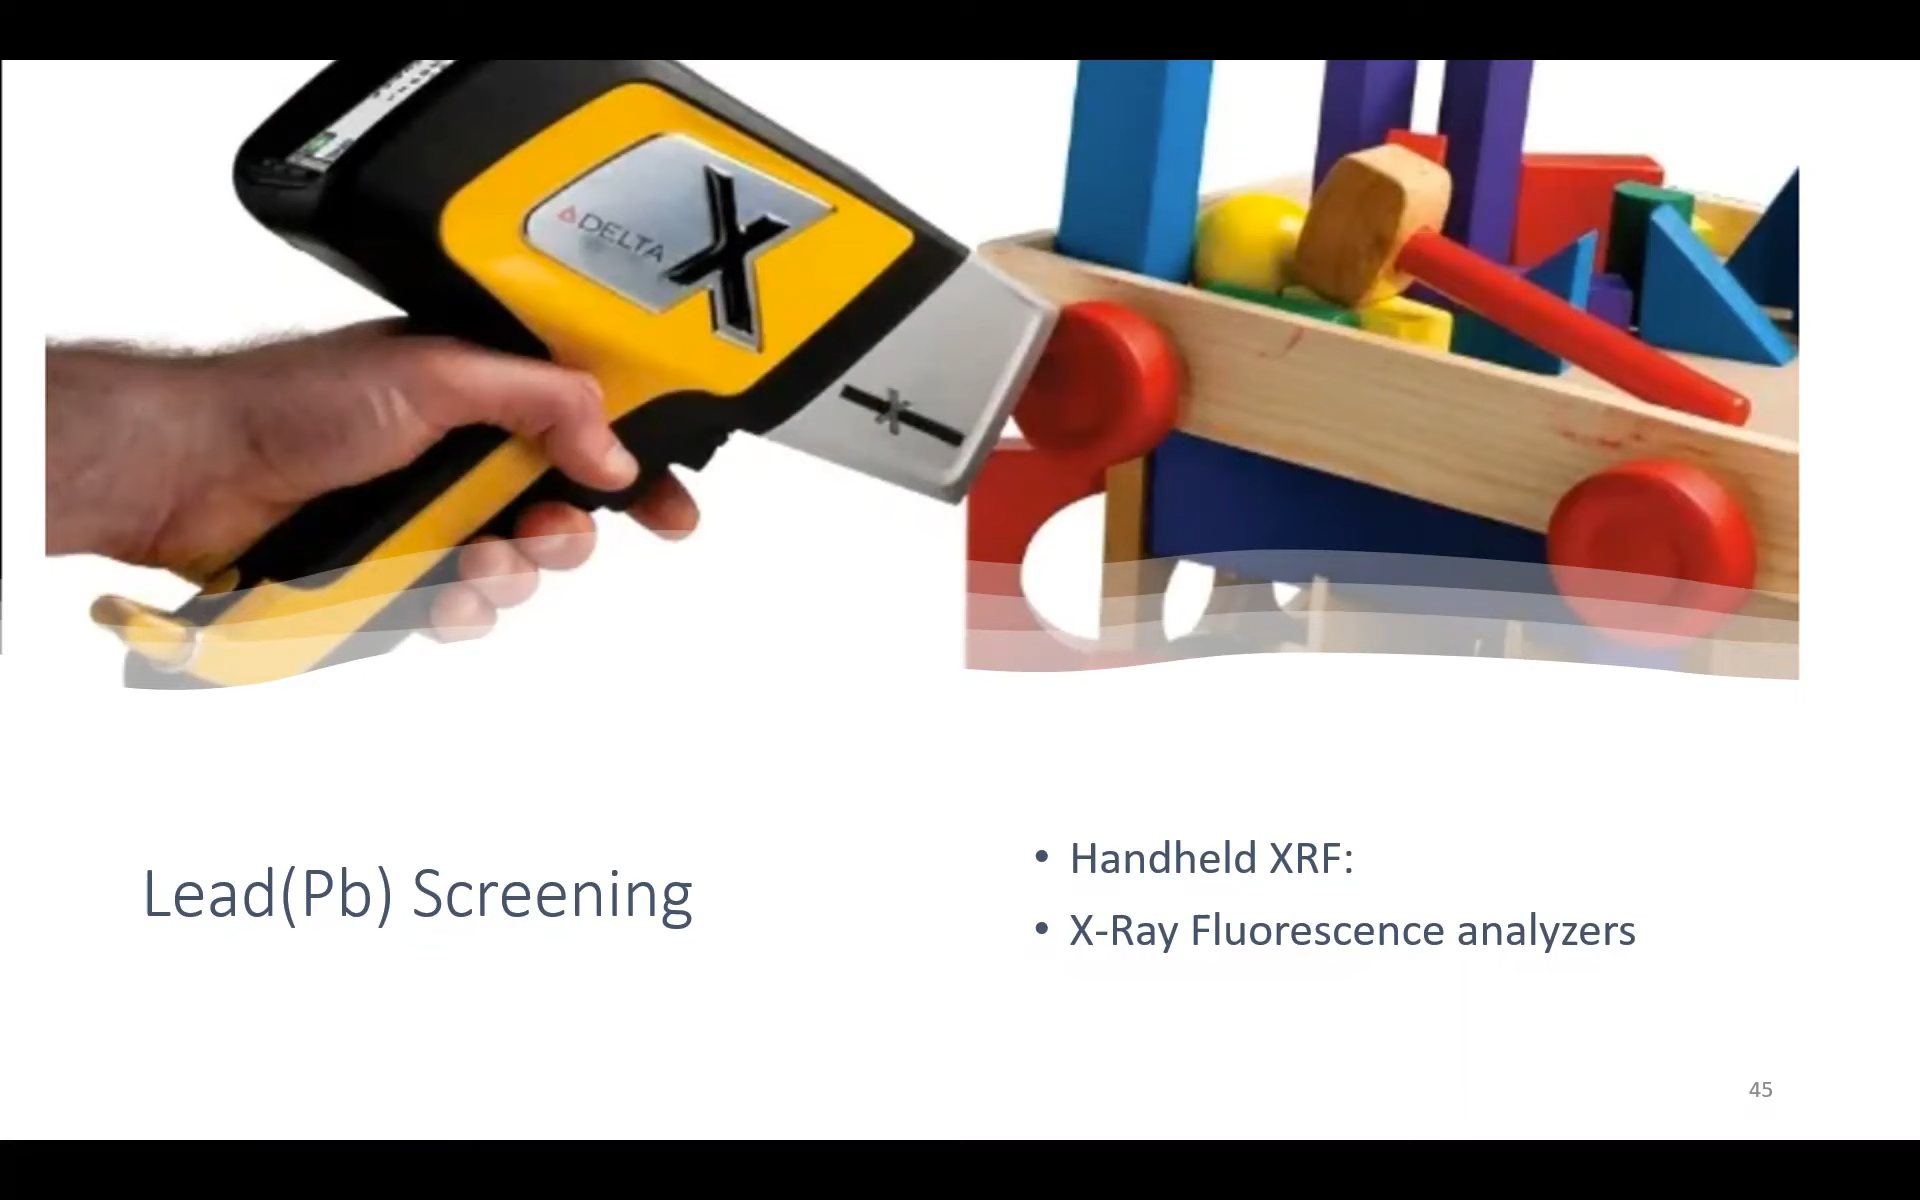 DELTA
X
X
Lead(Pb) Screening
• Handheld XRF:
• X-Ray Fluorescence analyzers
45